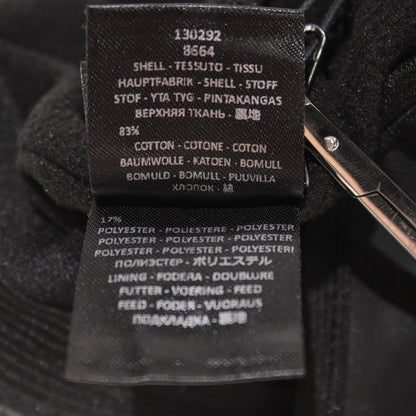 130292
8664
SHELL - TESSUTO - TISSU
HAUPTFABRIK - SHELL - STOFF
STOF - YTA TYG - PINTAKANGAS
ВЕРХНЯЯ ТКАНЬ - 裏地
83%
COTTON - COTONE - COTON
BAUMWOLLE - KATOEN - BOMULL
BOMULD - BOMULL - PUUVILLA
ХЛОПОК - 綿
17%
POLYESTER - POLIESTERE - POLYESTER
POLYESTER - POLYESTER - POLYESTER
POLYESTER - POLYESTER - POLYESTERI
ПОЛИЭСТЕР - ポリエステル
LINING - FODERA - DOUBLURE
FUTTER - VOERING - FEED
FEED - FODER - VUORAUS
ПОДКЛАДКА - 裏地